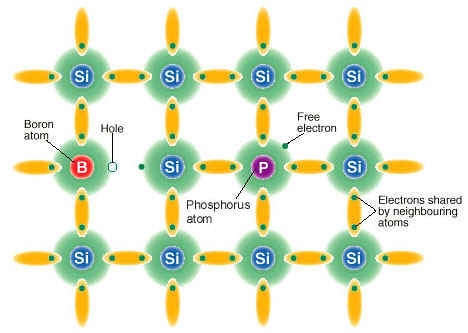 Si Si Si Si
Boron
atom
Hole
Free
electron
B Si P Si
Phosphorus
atom
Electrons shared
by neighbouring
atoms
Si Si Si Si